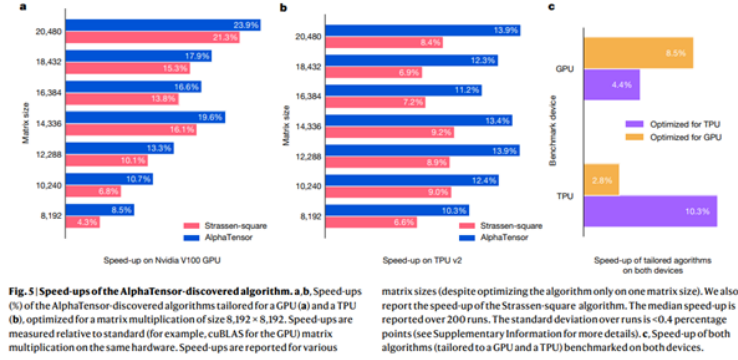 a
Matrix size
20,480
23.9%
21.3%
18,432
17.9%
15.3%
16,384
16.6%
13.8%
14,336
19.6%
16.1%
12,288
13.3%
10.1%
10,240
10.7%
6.8%
8,192
8.5%
4.3%
Strassen-square
AlphaTensor
Speed-up on Nvidia V100 GPU
b
Matrix size
20,480
13.9%
8.4%
18,432
12.3%
6.9%
16,384
11.2%
7.2%
14,336
13.4%
9.2%
12,288
13.9%
8.9%
10,240
12.4%
9.0%
8,192
10.3%
6.6%
Strassen-square
AlphaTensor
Speed-up on TPU v2
c
Benchmark device
GPU
8.5%
4.4%
Optimized for TPU
Optimized for GPU
TPU
2.8%
10.3%
Speed-up of tailored agorithms
on both devices
Fig. 5 | Speed-ups of the AlphaTensor-discovered algorithm. a,b, Speed-ups
(%) of the AlphaTensor-discovered algorithms tailored for a GPU (a) and a TPU
(b), optimized for a matrix multiplication of size 8,192 × 8,192. Speed-ups are
measured relative to standard (for example, cuBLAS for the GPU) matrix
multiplication on the same hardware. Speed-ups are reported for various
matrix sizes (despite optimizing the algorithm only on one matrix size). We also
report the speed-up of the Strassen-square algorithm. The median speed-up is
reported over 200 runs. The standard deviation over runs is <0.4 percentage
points (see Supplementary Information for more details). c, Speed-up of both
algorithms (tailored to a GPU and a TPU) benchmarked on both devices.